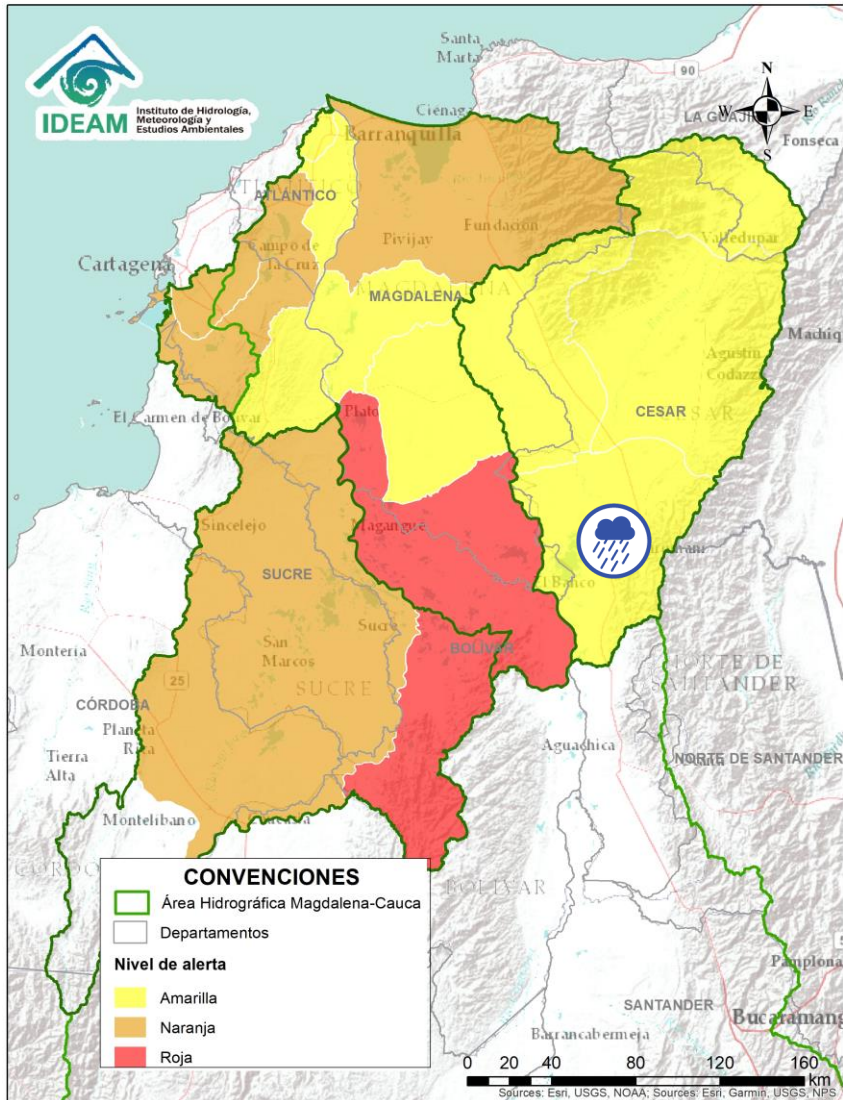 IDEAM
Instituto de Hidrología,
Meteorología y
Estudios Ambientales
Santa
Marta
90
N
W
E
S
Ciénaga
LA GUAJIRA
Fonseca
Barranquilla
ATLÁNTICO
Fundación
Pivijay
Valledupar
Campo de
la Cruz
Cartagena
MAGDALENA
Agustín
Codazzi
El Carmen de Bolívar
Plato
CESAR
Sincelejo
Magangué
SUCRE
El Banco
Sucre
Montería
San
Marcos
BOLÍVAR
NORTE DE
SANTANDER
SUCRE
25
CÓRDOBA
Planeta
Rica
Aguachica
Tierra
Alta
NORTE DE SANTANDER
Montelibano
BOLÍVAR
CONVENCIONES
Área Hidrográfica Magdalena-Cauca
Departamentos
Nivel de alerta
Amarilla
Naranja
Roja
Pamplona
SANTANDER
Bucaramang
Barrancabermeja
0 20 40 80 120 160
km
Sources: Esri, USGS, NOAA; Sources: Esri, Garmin, USGS, NPS